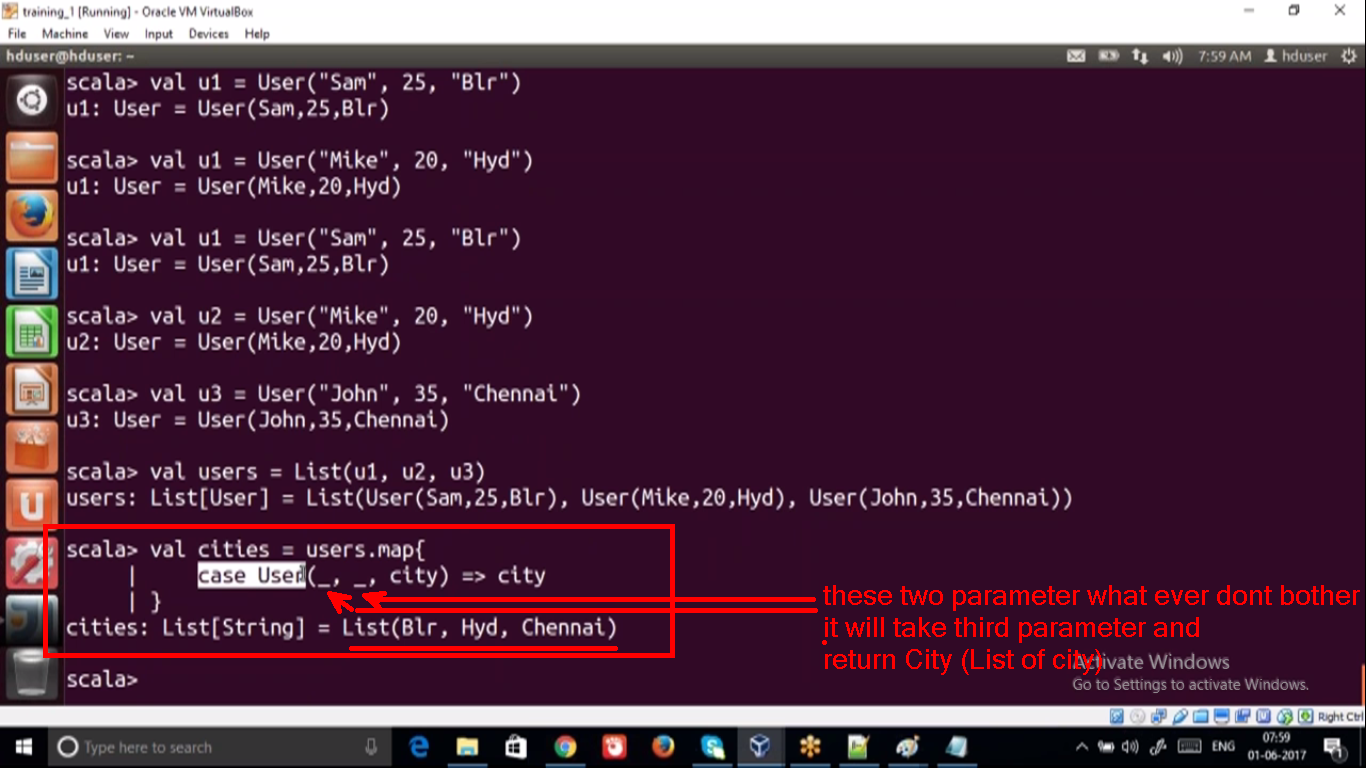 training_1 [Running] - Oracle VM VirtualBox
File Machine View Input Devices Help
hduser@hduser: ~ 7:59 AM hduser
scala> val u1 = User("Sam", 25, "Blr")
u1: User = User(Sam,25,Blr)
scala> val u1 = User("Mike", 20, "Hyd")
u1: User = User(Mike,20,Hyd)
scala> val u1 = User("Sam", 25, "Blr")
u1: User = User(Sam,25,Blr)
scala> val u2 = User("Mike", 20, "Hyd")
u2: User = User(Mike,20,Hyd)
scala> val u3 = User("John", 35, "Chennai")
u3: User = User(John,35,Chennai)
scala> val users = List(u1, u2, u3)
users: List[User] = List(User(Sam,25,Blr), User(Mike,20,Hyd), User(John,35,Chennai))
scala> val cities = users.map{
| case User(_, _, city) => city
| }
cities: List[String] = List(Blr, Hyd, Chennai)
scala>
these two parameter what ever dont bother
it will take third parameter and
return City (List of city)
Activate Windows
Go to Settings to activate Windows.
Right Ctrl
Type here to search
ENG
07:59
01-06-2017